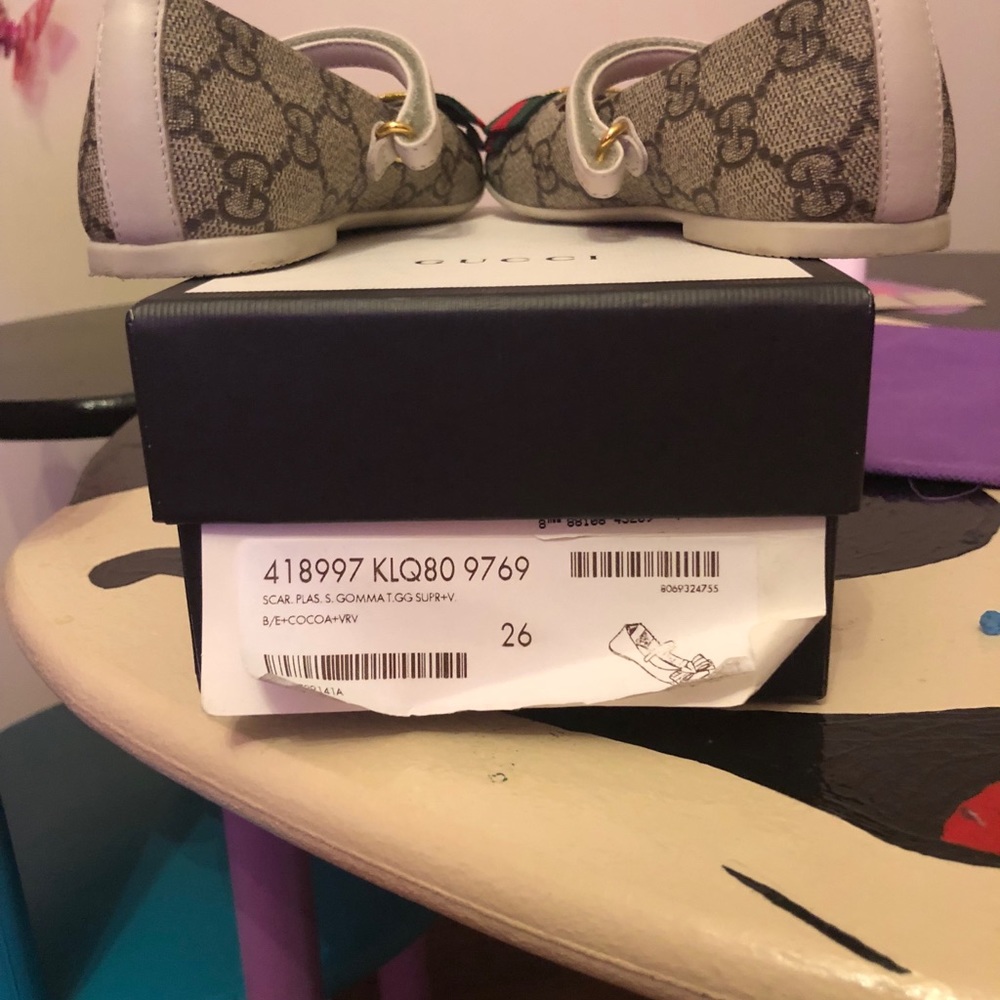 GUCCI
418997 KLQ80 9769
8069324755
SCAR. PLAS. S. GOMMA T.GG SUPR+V.
B/E+COCOA+VRV
26